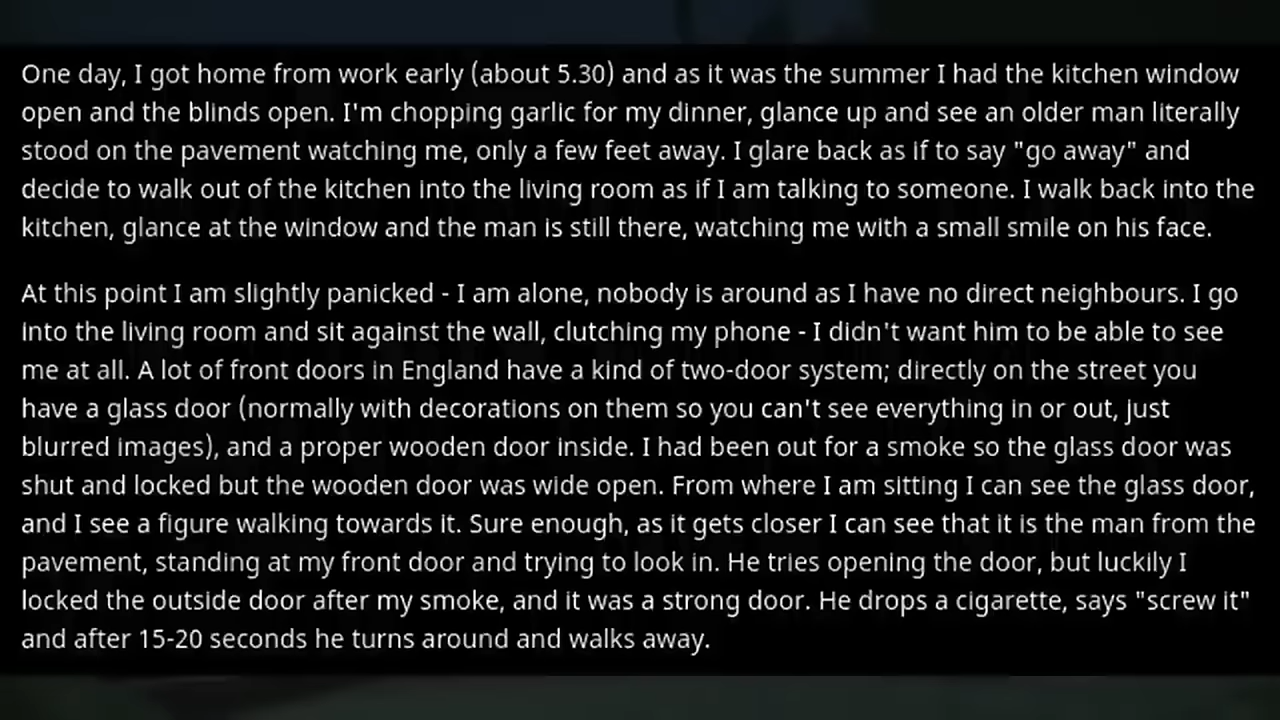 One day, I got home from work early (about 5.30) and as it was the summer I had the kitchen window
open and the blinds open. I'm chopping garlic for my dinner, glance up and see an older man literally
stood on the pavement watching me, only a few feet away. I glare back as if to say "go away" and
decide to walk out of the kitchen into the living room as if I am talking to someone. I walk back into the
kitchen, glance at the window and the man is still there, watching me with a small smile on his face.
At this point I am slightly panicked - I am alone, nobody is around as I have no direct neighbours. I go
into the living room and sit against the wall, clutching my phone - I didn't want him to be able to see
me at all. A lot of front doors in England have a kind of two-door system; directly on the street you
have a glass door (normally with decorations on them so you can't see everything in or out, just
blurred images), and a proper wooden door inside. I had been out for a smoke so the glass door was
shut and locked but the wooden door was wide open. From where I am sitting I can see the glass door,
and I see a figure walking towards it. Sure enough, as it gets closer I can see that it is the man from the
pavement, standing at my front door and trying to look in. He tries opening the door, but luckily I
locked the outside door after my smoke, and it was a strong door. He drops a cigarette, says "screw it"
and after 15-20 seconds he turns around and walks away.